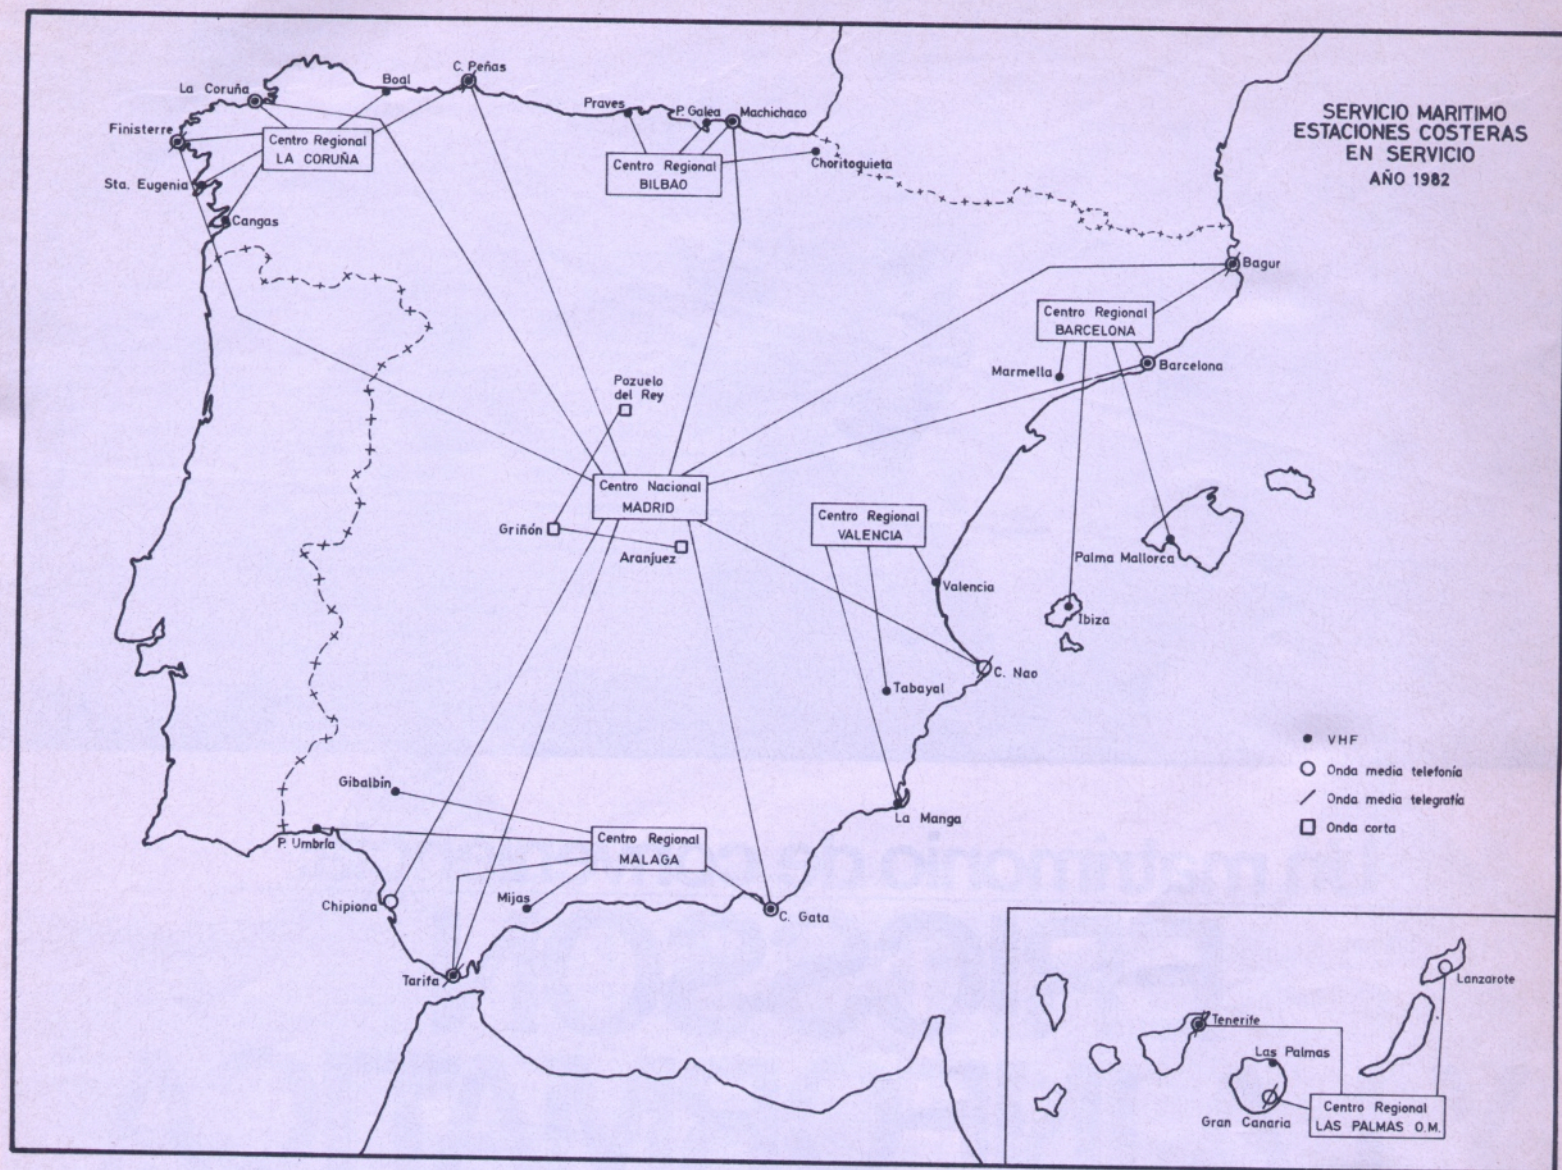 SERVICIO MARITIMO
ESTACIONES COSTERAS
EN SERVICIO
AÑO 1982
La Coruña
Boal
C. Peñas
Finisterre
Centro Regional
LA CORUÑA
Sta. Eugenia
Cangas
Praves
P. Galea
Machichaco
Centro Regional
BILBAO
Choritoquieta
Bagur
Centro Regional
BARCELONA
Marmella
Barcelona
Pozuelo
del Rey
Centro Nacional
MADRID
Griñón
Aranjuez
Centro Regional
VALENCIA
Valencia
Palma Mallorca
Ibiza
C. Nao
Tabayal
La Manga
Gibalbín
P. Umbría
Centro Regional
MALAGA
Chipiona
Mijas
C. Gata
Tarifa
VHF
Onda media telefonía
Onda media telegrafía
Onda corta
Lanzarote
Tenerife
Las Palmas
Gran Canaria
Centro Regional
LAS PALMAS O.M.